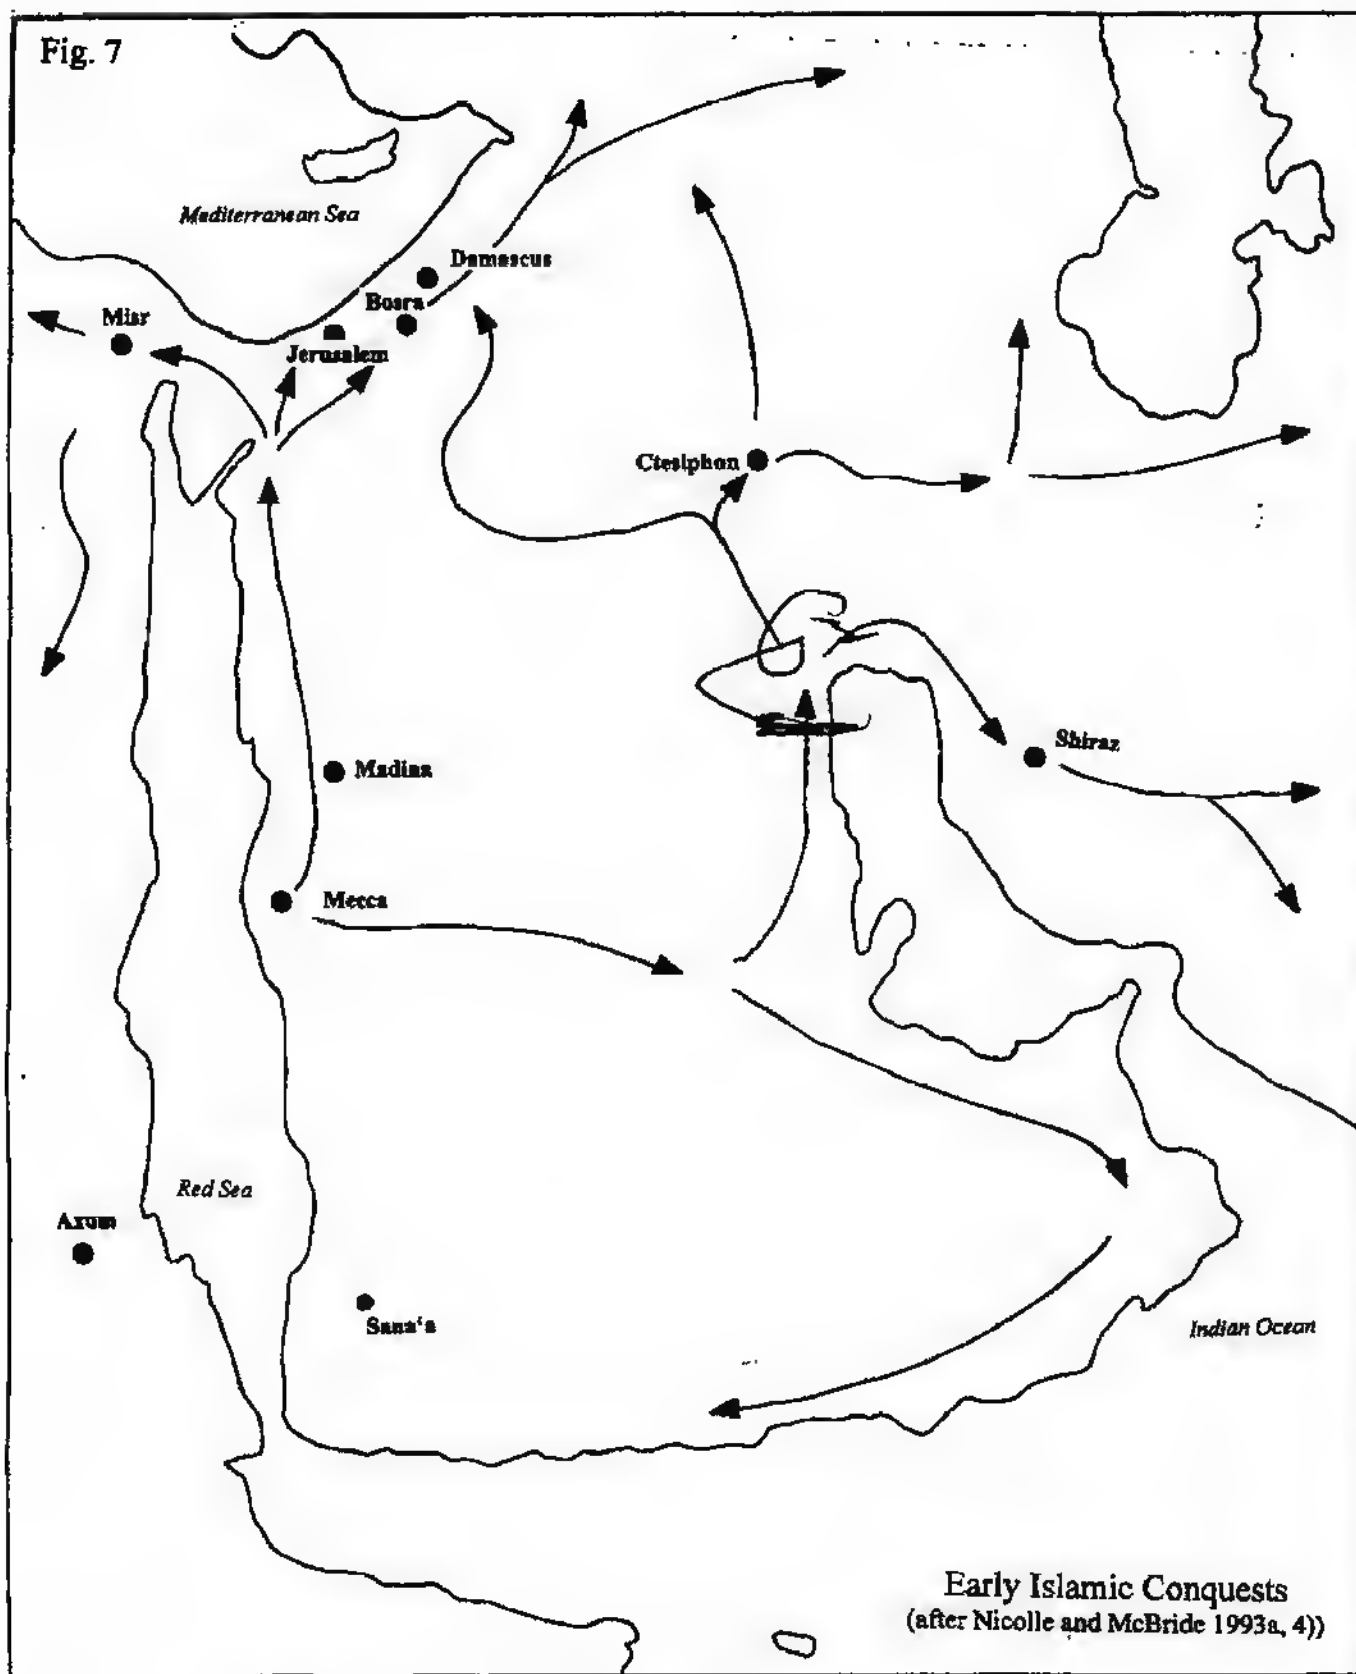 Fig. 7
Mediterranean Sea
Damascus
Bosra
Misr
Jerusalem
Ctesiphon
Shiraz
Madina
Mecca
Red Sea
Axum
Sana‘a
Indian Ocean
Early Islamic Conquests
(after Nicolle and McBride 1993a, 4))